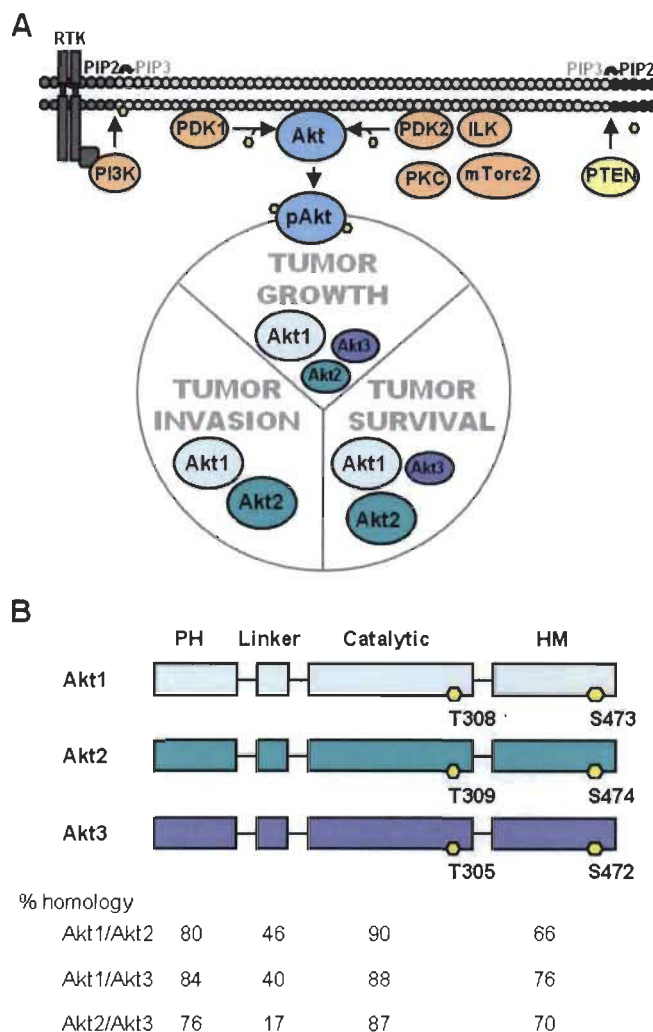 A
RTK
PIP2 PIP3
PIP3 PIP2
PDK1
Akt
PDK2
ILK
PI3K
PKC
mTorc2
PTEN
pAkt
TUMOR
GROWTH
Akt1
Akt3
Akt2
TUMOR
INVASION
TUMOR
SURVIVAL
Akt1
Akt2
Akt1
Akt3
Akt2
B
PH Linker Catalytic HM
Akt1
T308 S473
Akt2
T309 S474
Akt3
T305 S472
% homology
Akt1/Akt2 80 46 90 66
Akt1/Akt3 84 40 88 76
Akt2/Akt3 76 17 87 70